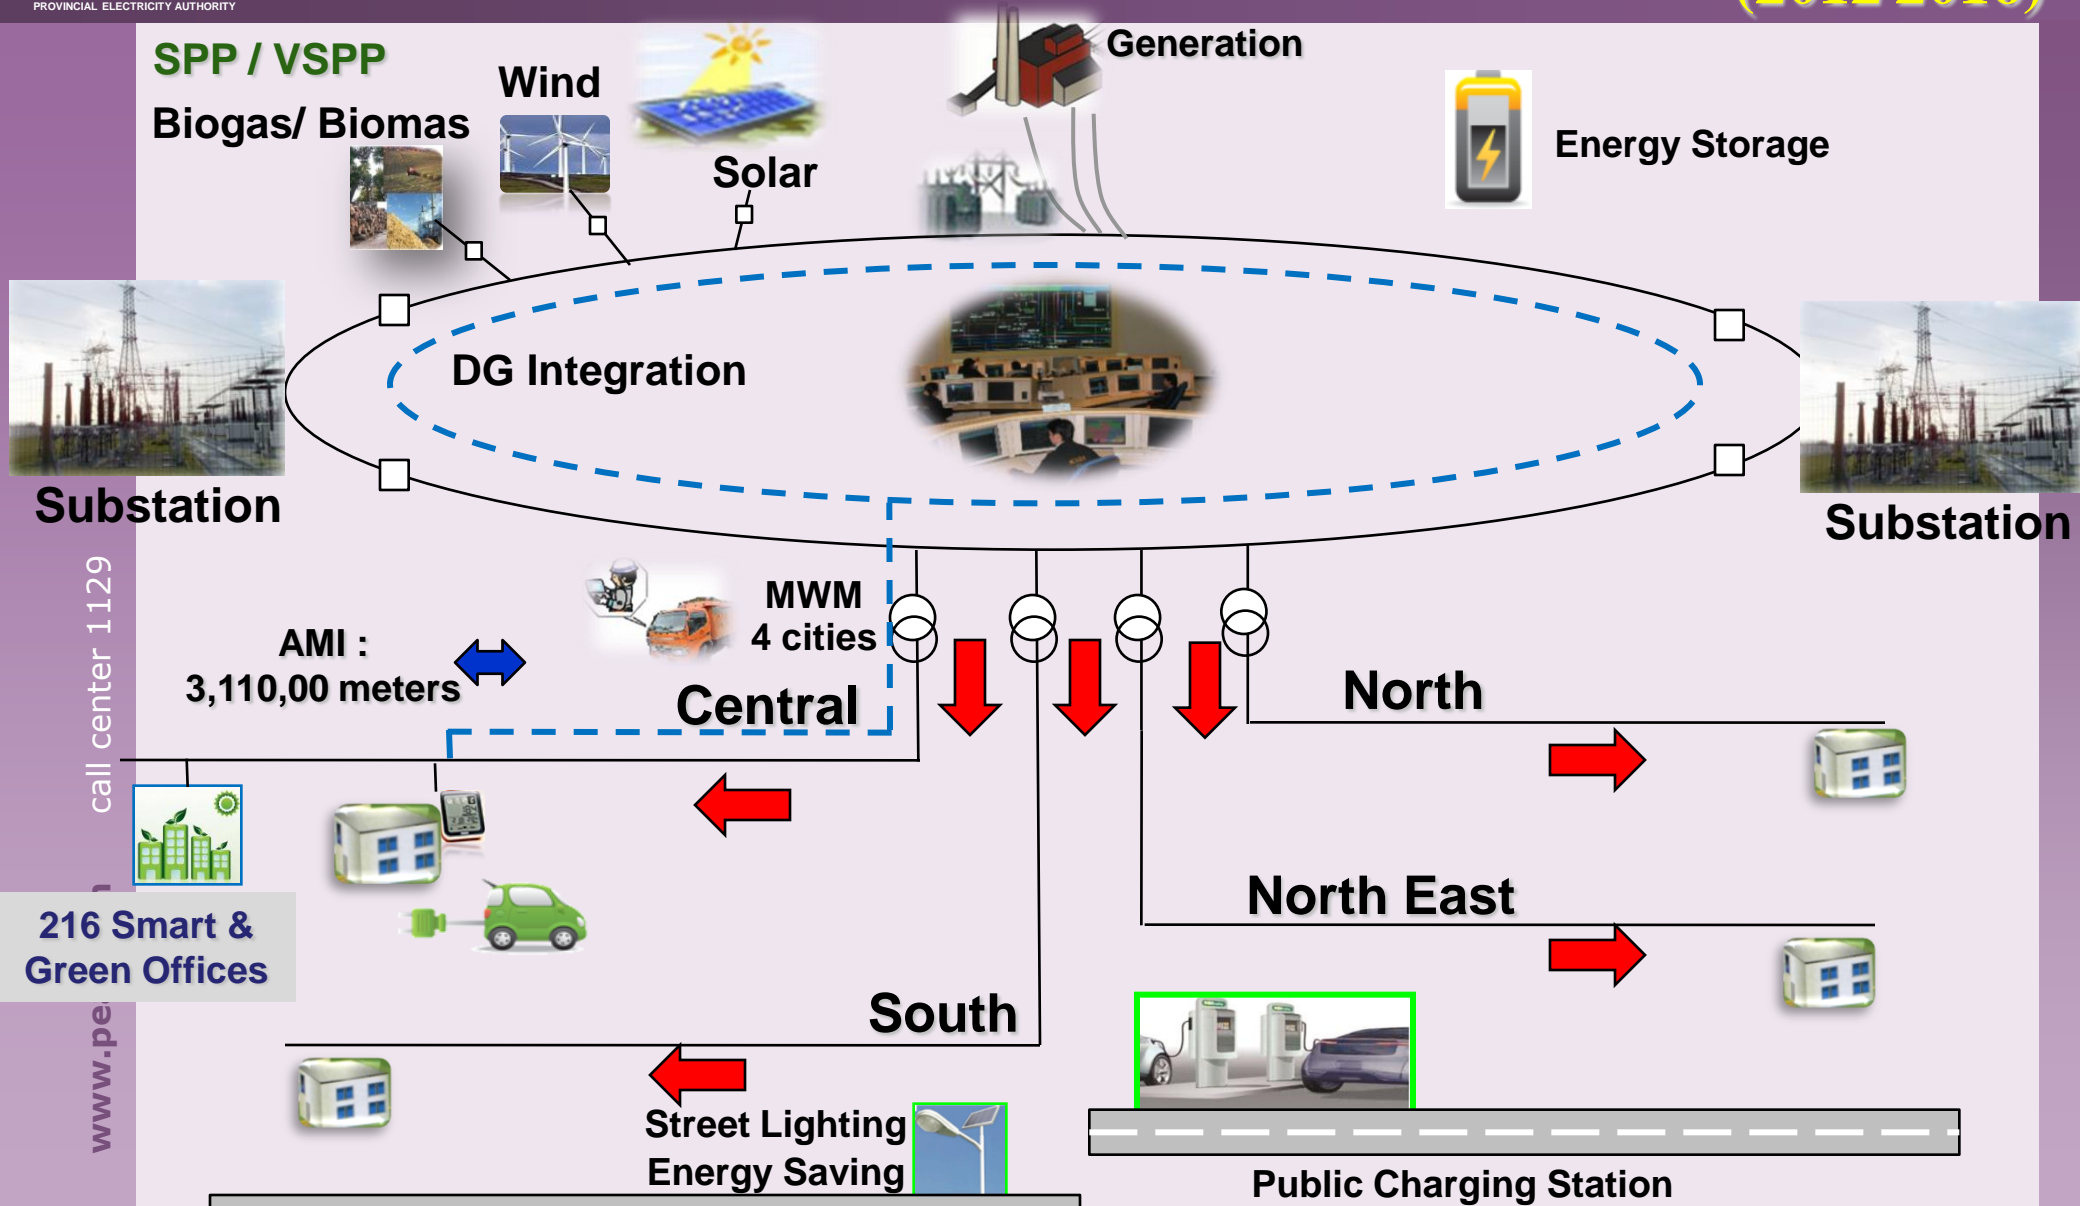 PROVINCIAL ELECTRICITY AUTHORITY
SPP / VSPP
Biogas/ Biomas
Wind
Solar
Generation
Energy Storage
DG Integration
Substation
Substation
call center 1129
MWM
4 cities
AMI :
3,110,00 meters
Central
North
North East
216 Smart &
Green Offices
South
Street Lighting
Energy Saving
Public Charging Station